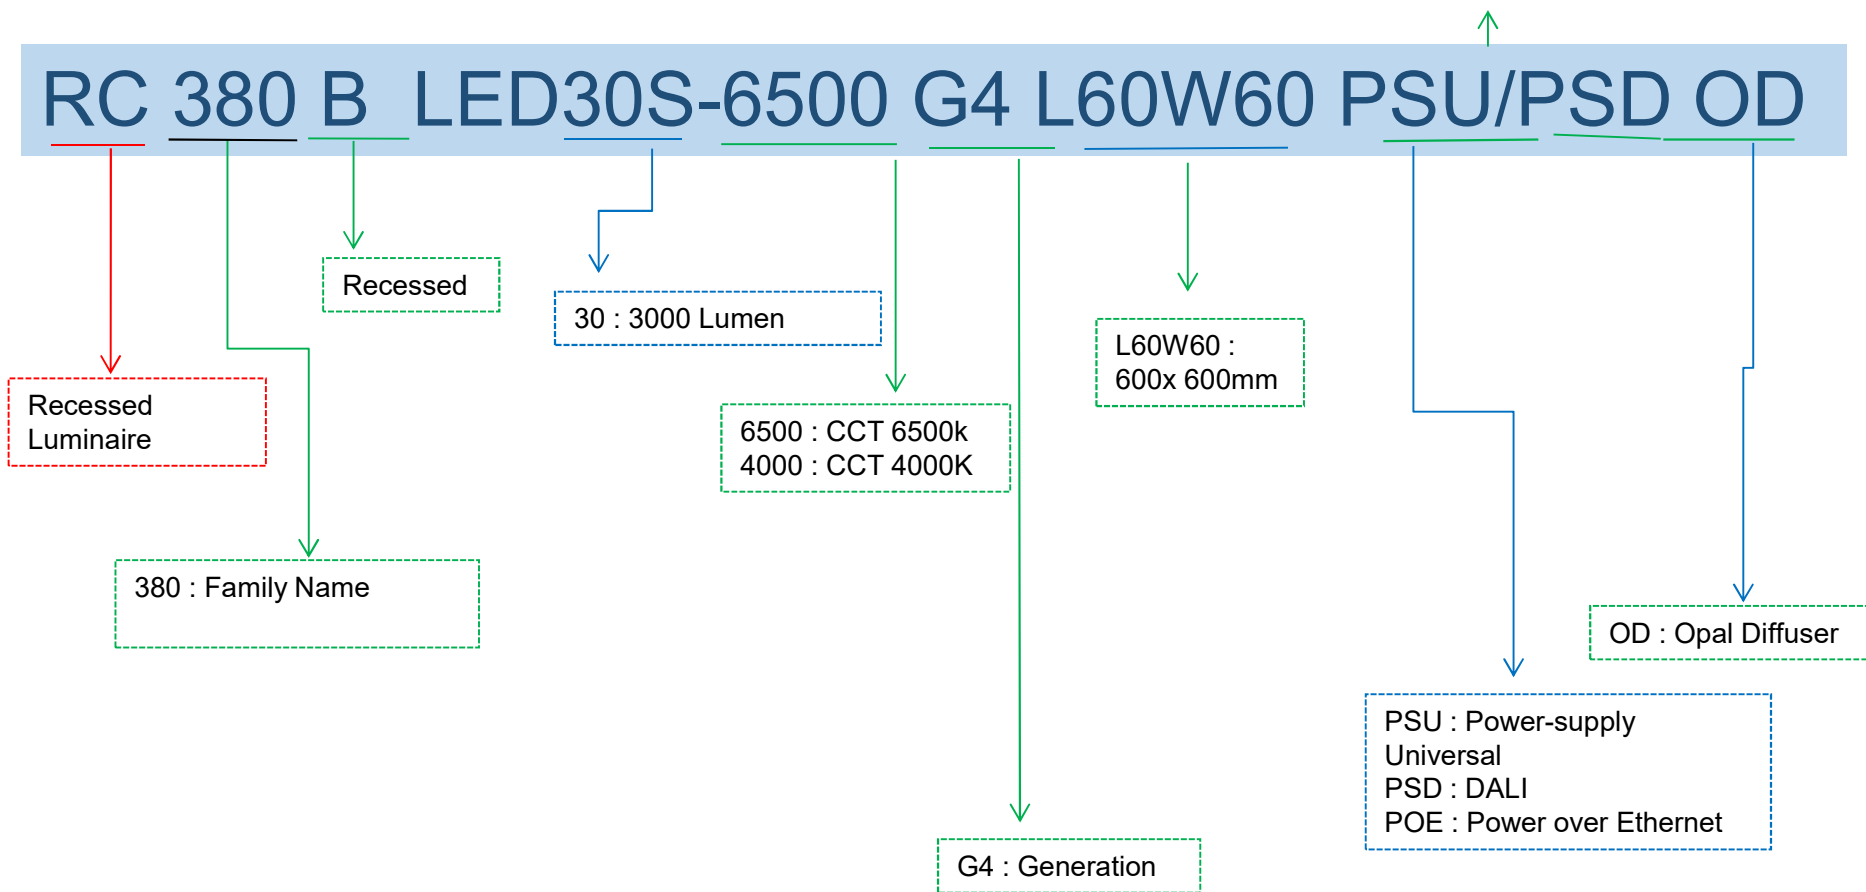 RC 380 B LED30S-6500 G4 L60W60 PSU/PSD OD
Recessed
30 : 3000 Lumen
L60W60 :
600x 600mm
Recessed
Luminaire
6500 : CCT 6500k
4000 : CCT 4000K
380 : Family Name
OD : Opal Diffuser
PSU : Power-supply
Universal
PSD : DALI
POE : Power over Ethernet
G4 : Generation